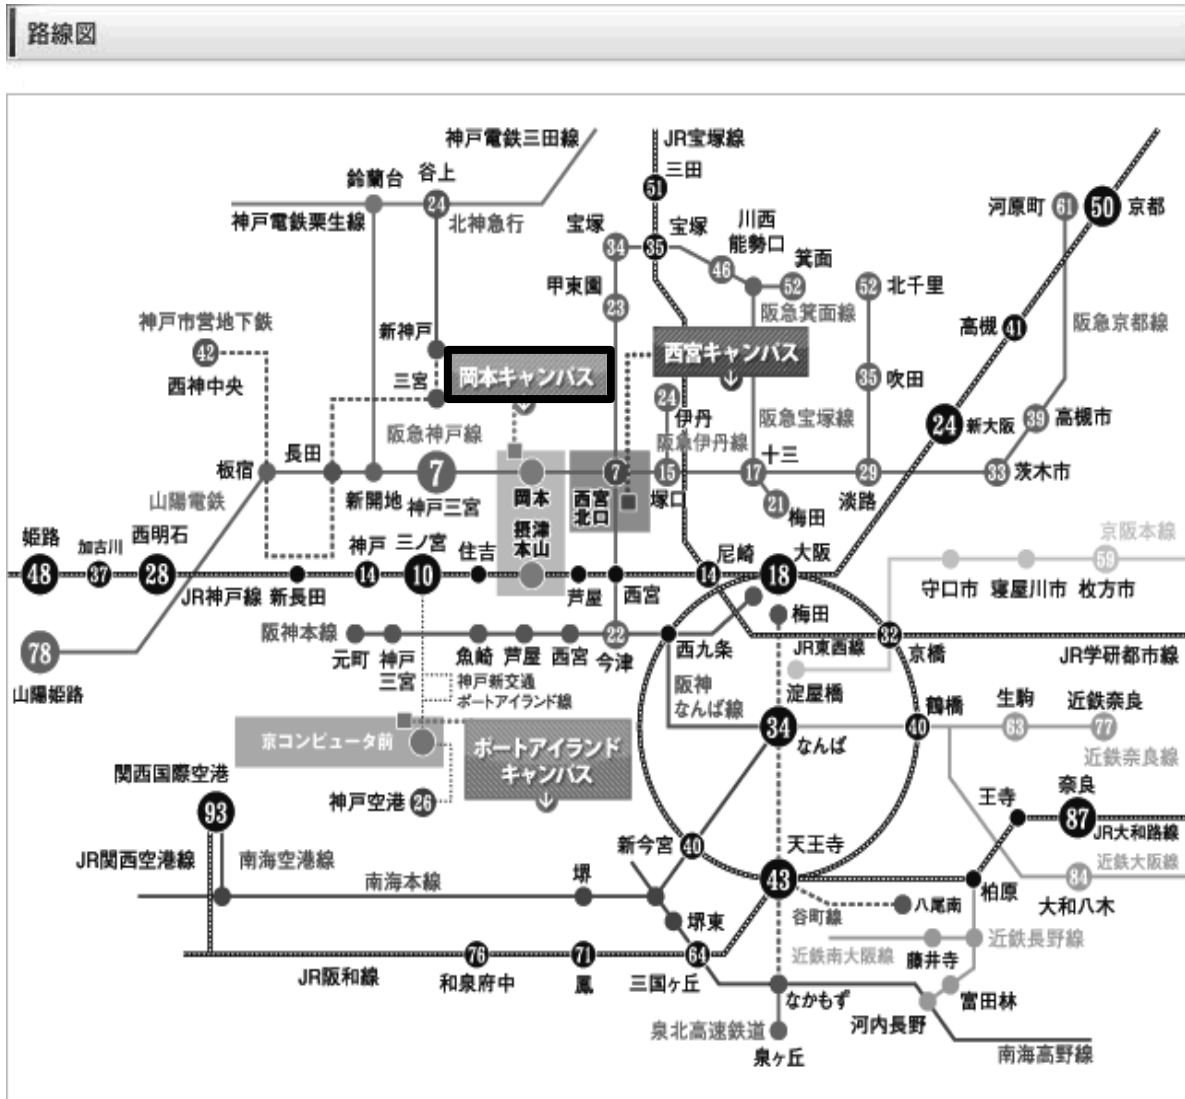 路線図
神戸電鉄三田線
JR宝塚線
三田
51
鈴蘭台
谷上
24
神戸電鉄粟生線
北神急行
宝塚
34
35
宝塚
川西
能勢口
46
箕面
52
52
北千里
河原町
61
50
京都
甲東園
23
阪急箕面線
神戸市営地下鉄
42
西神中央
新神戸
三宮
岡本キャンパス
西宮キャンパス
高槻
41
阪急京都線
35
吹田
24
伊丹
阪急伊丹線
阪急宝塚線
24
新大阪
39
高槻市
阪急神戸線
板宿
長田
新開地
7
神戸三宮
岡本
7
西宮
北口
15
塚口
17
十三
21
梅田
29
淡路
33
茨木市
山陽電鉄
姫路
48
加古川
37
西明石
28
JR神戸線
新長田
神戸
14
三ノ宮
10
住吉
摂津
本山
芦屋
西宮
尼崎
14
大阪
18
京阪本線
59
守口市
寝屋川市
枚方市
78
山陽姫路
阪神本線
元町
神戸
三宮
魚崎
芦屋
西宮
22
今津
西九条
梅田
JR東西線
32
京橋
JR学研都市線
神戸新交通
ポートアイランド線
阪神
なんば線
淀屋橋
34
なんば
鶴橋
40
生駒
63
近鉄奈良
77
近鉄奈良線
京コンピュータ前
ポートアイランド
キャンパス
神戸空港
26
関西国際空港
93
JR関西空港線
南海空港線
南海本線
堺
新今宮
40
天王寺
43
王寺
奈良
87
JR大和路線
近鉄大阪線
84
大和八木
柏原
谷町線
八尾南
堺東
近鉄南大阪線
藤井寺
近鉄長野線
JR阪和線
76
和泉府中
71
鳳
64
三国ヶ丘
なかもず
富田林
河内長野
泉北高速鉄道
泉ヶ丘
南海高野線